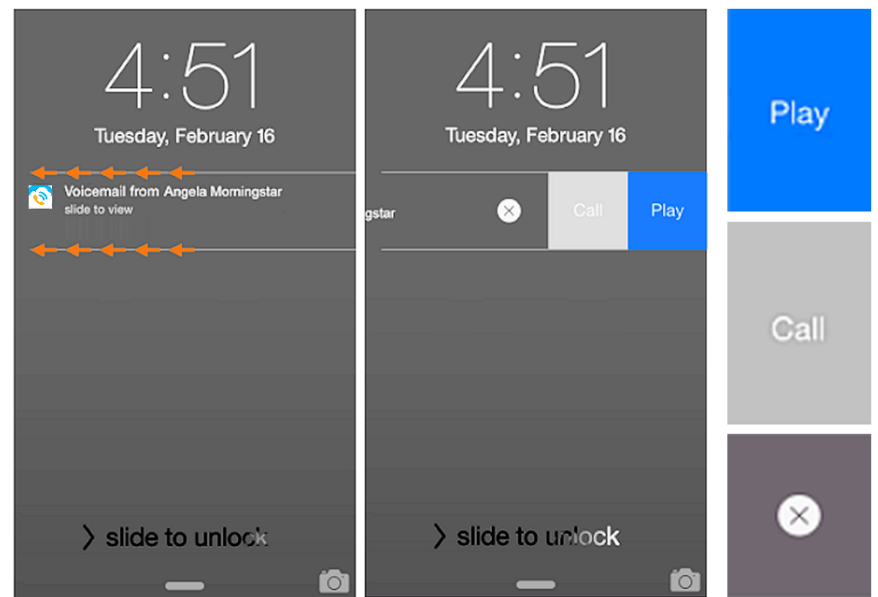 4:51
Tuesday, February 16
Voicemail from Angela Morningstar
slide to view
slide to unlock
4:51
Tuesday, February 16
gstar
Call
Play
slide to unlock
Play
Call